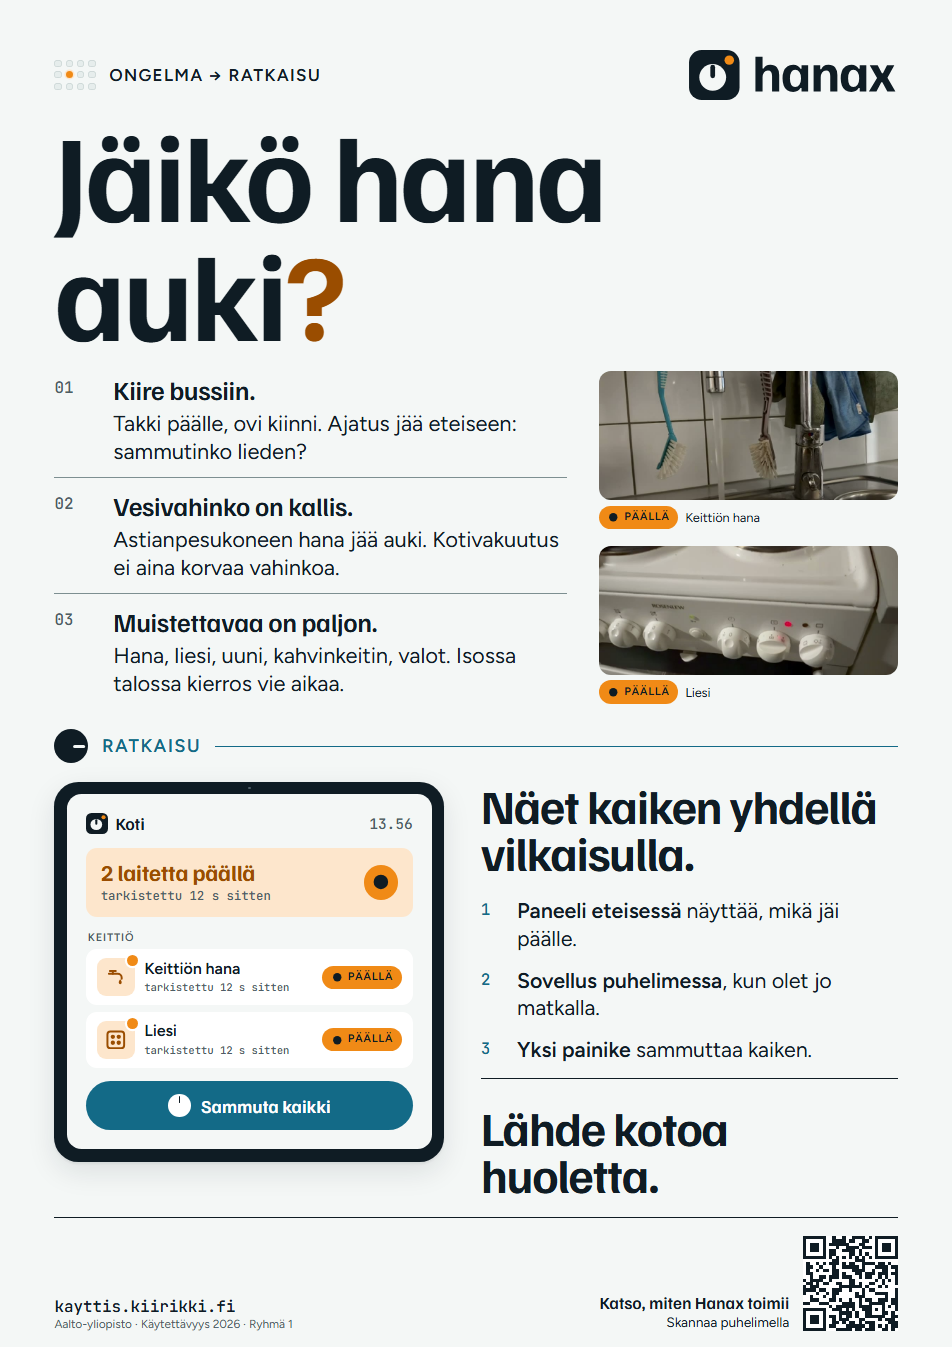 ONGELMA → RATKAISU
hanax
Jäikö hana
auki?
01
Kiire bussiin.
Takki päälle, ovi kiinni. Ajatus jää eteiseen:
sammutinko lieden?
02
Vesivahinko on kallis.
Astianpesukoneen hana jää auki. Kotivakuutus
ei aina korvaa vahinkoa.
03
Muistettavaa on paljon.
Hana, liesi, uuni, kahvinkeitin, valot. Isossa
talossa kierros vie aikaa.
PÄÄLLÄ Keittiön hana
PÄÄLLÄ Liesi
RATKAISU
Koti 13.56
2 laitetta päällä
tarkistettu 12 s sitten
KEITTIÖ
Keittiön hana
tarkistettu 12 s sitten
PÄÄLLÄ
Liesi
tarkistettu 12 s sitten
PÄÄLLÄ
Sammuta kaikki
Näet kaiken yhdellä
vilkaisulla.
1 Paneeli eteisessä näyttää, mikä jäi
päälle.
2 Sovellus puhelimessa, kun olet jo
matkalla.
3 Yksi painike sammuttaa kaiken.
Lähde kotoa
huoletta.
kayttis.kiirikki.fi
Aalto-yliopisto · Käytettävyys 2026 · Ryhmä 1
Katso, miten Hanax toimii
Skannaa puhelimella